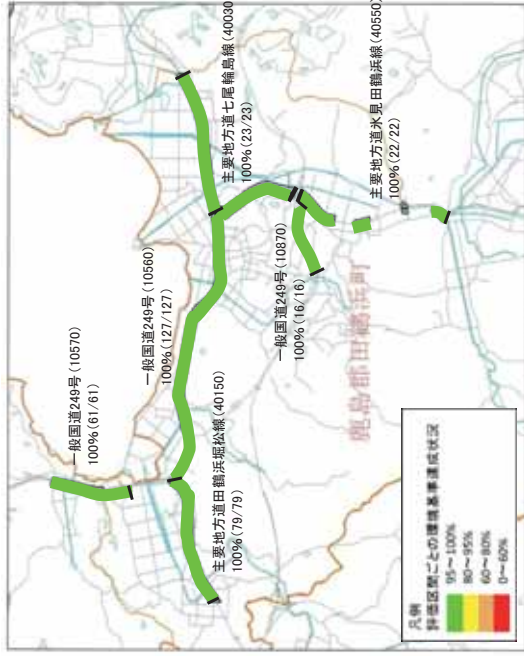 主要地方道七尾輪島線(40030)
100%(23/23)
主要地方道氷見田鶴浜線(40550)
100%(22/22)
一般国道249号(10560)
100%(127/127)
一般国道249号(10870)
100%(16/16)
一般国道249号(10570)
100%(61/61)
主要地方道田鶴浜堀松線(40150)
100%(79/79)
鹿島郡田鶴浜町
凡例
評価区間ごとの環境基準達成状況
95～100%
80～95%
60～80%
0～60%